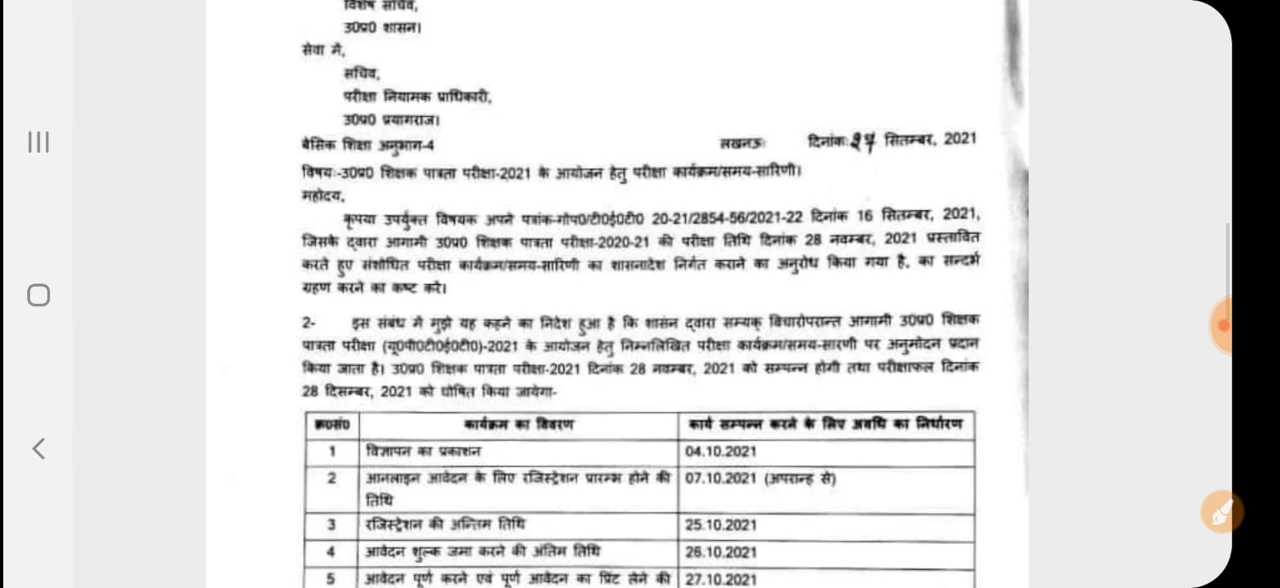 विशेष सचिव,
उ0प्र0 शासन।
सेवा में,
सचिव,
परीक्षा नियामक प्राधिकारी,
उ0प्र0 प्रयागराज।
बेसिक शिक्षा अनुभाग-4 लखनऊः दिनांकः 24 सितम्बर, 2021
विषयः-उ0प्र0 शिक्षक पात्रता परीक्षा-2021 के आयोजन हेतु परीक्षा कार्यक्रम/समय-सारिणी।
महोदय,
कृपया उपर्युक्त विषयक अपने पत्रांक-गोप0/टी0ई0टी0 20-21/2854-56/2021-22 दिनांक 16 सितम्बर, 2021,
जिसके द्वारा आगामी उ0प्र0 शिक्षक पात्रता परीक्षा-2020-21 की परीक्षा तिथि दिनांक 28 नवम्बर, 2021 प्रस्तावित
करते हुए संशोधित परीक्षा कार्यक्रम/समय-सारिणी का शासनादेश निर्गत कराने का अनुरोध किया गया है, का सन्दर्भ
ग्रहण करने का कष्ट करें।
2- इस संबंध में मुझे यह कहने का निदेश हुआ है कि शासन द्वारा सम्यक् विचारोपरान्त आगामी उ0प्र0 शिक्षक
पात्रता परीक्षा (यू0पी0टी0ई0टी0)-2021 के आयोजन हेतु निम्नलिखित परीक्षा कार्यक्रम/समय-सारणी पर अनुमोदन प्रदान
किया जाता है। उ0प्र0 शिक्षक पात्रता परीक्षा-2021 दिनांक 28 नवम्बर, 2021 को सम्पन्न होगी तथा परीक्षाफल दिनांक
28 दिसम्बर, 2021 को घोषित किया जायेगा-
क्र0सं0 कार्यक्रम का विवरण कार्य सम्पन्न करने के लिए अवधि का निर्धारण
1 विज्ञापन का प्रकाशन 04.10.2021
2 आनलाइन आवेदन के लिए रजिस्ट्रेशन प्रारम्भ होने की 07.10.2021 (अपरान्ह से)
तिथि
3 रजिस्ट्रेशन की अन्तिम तिथि 25.10.2021
4 आवेदन शुल्क जमा करने की अंतिम तिथि 26.10.2021
5 आवेदन पूर्ण करने एवं पूर्ण आवेदन का प्रिंट लेने की 27.10.2021